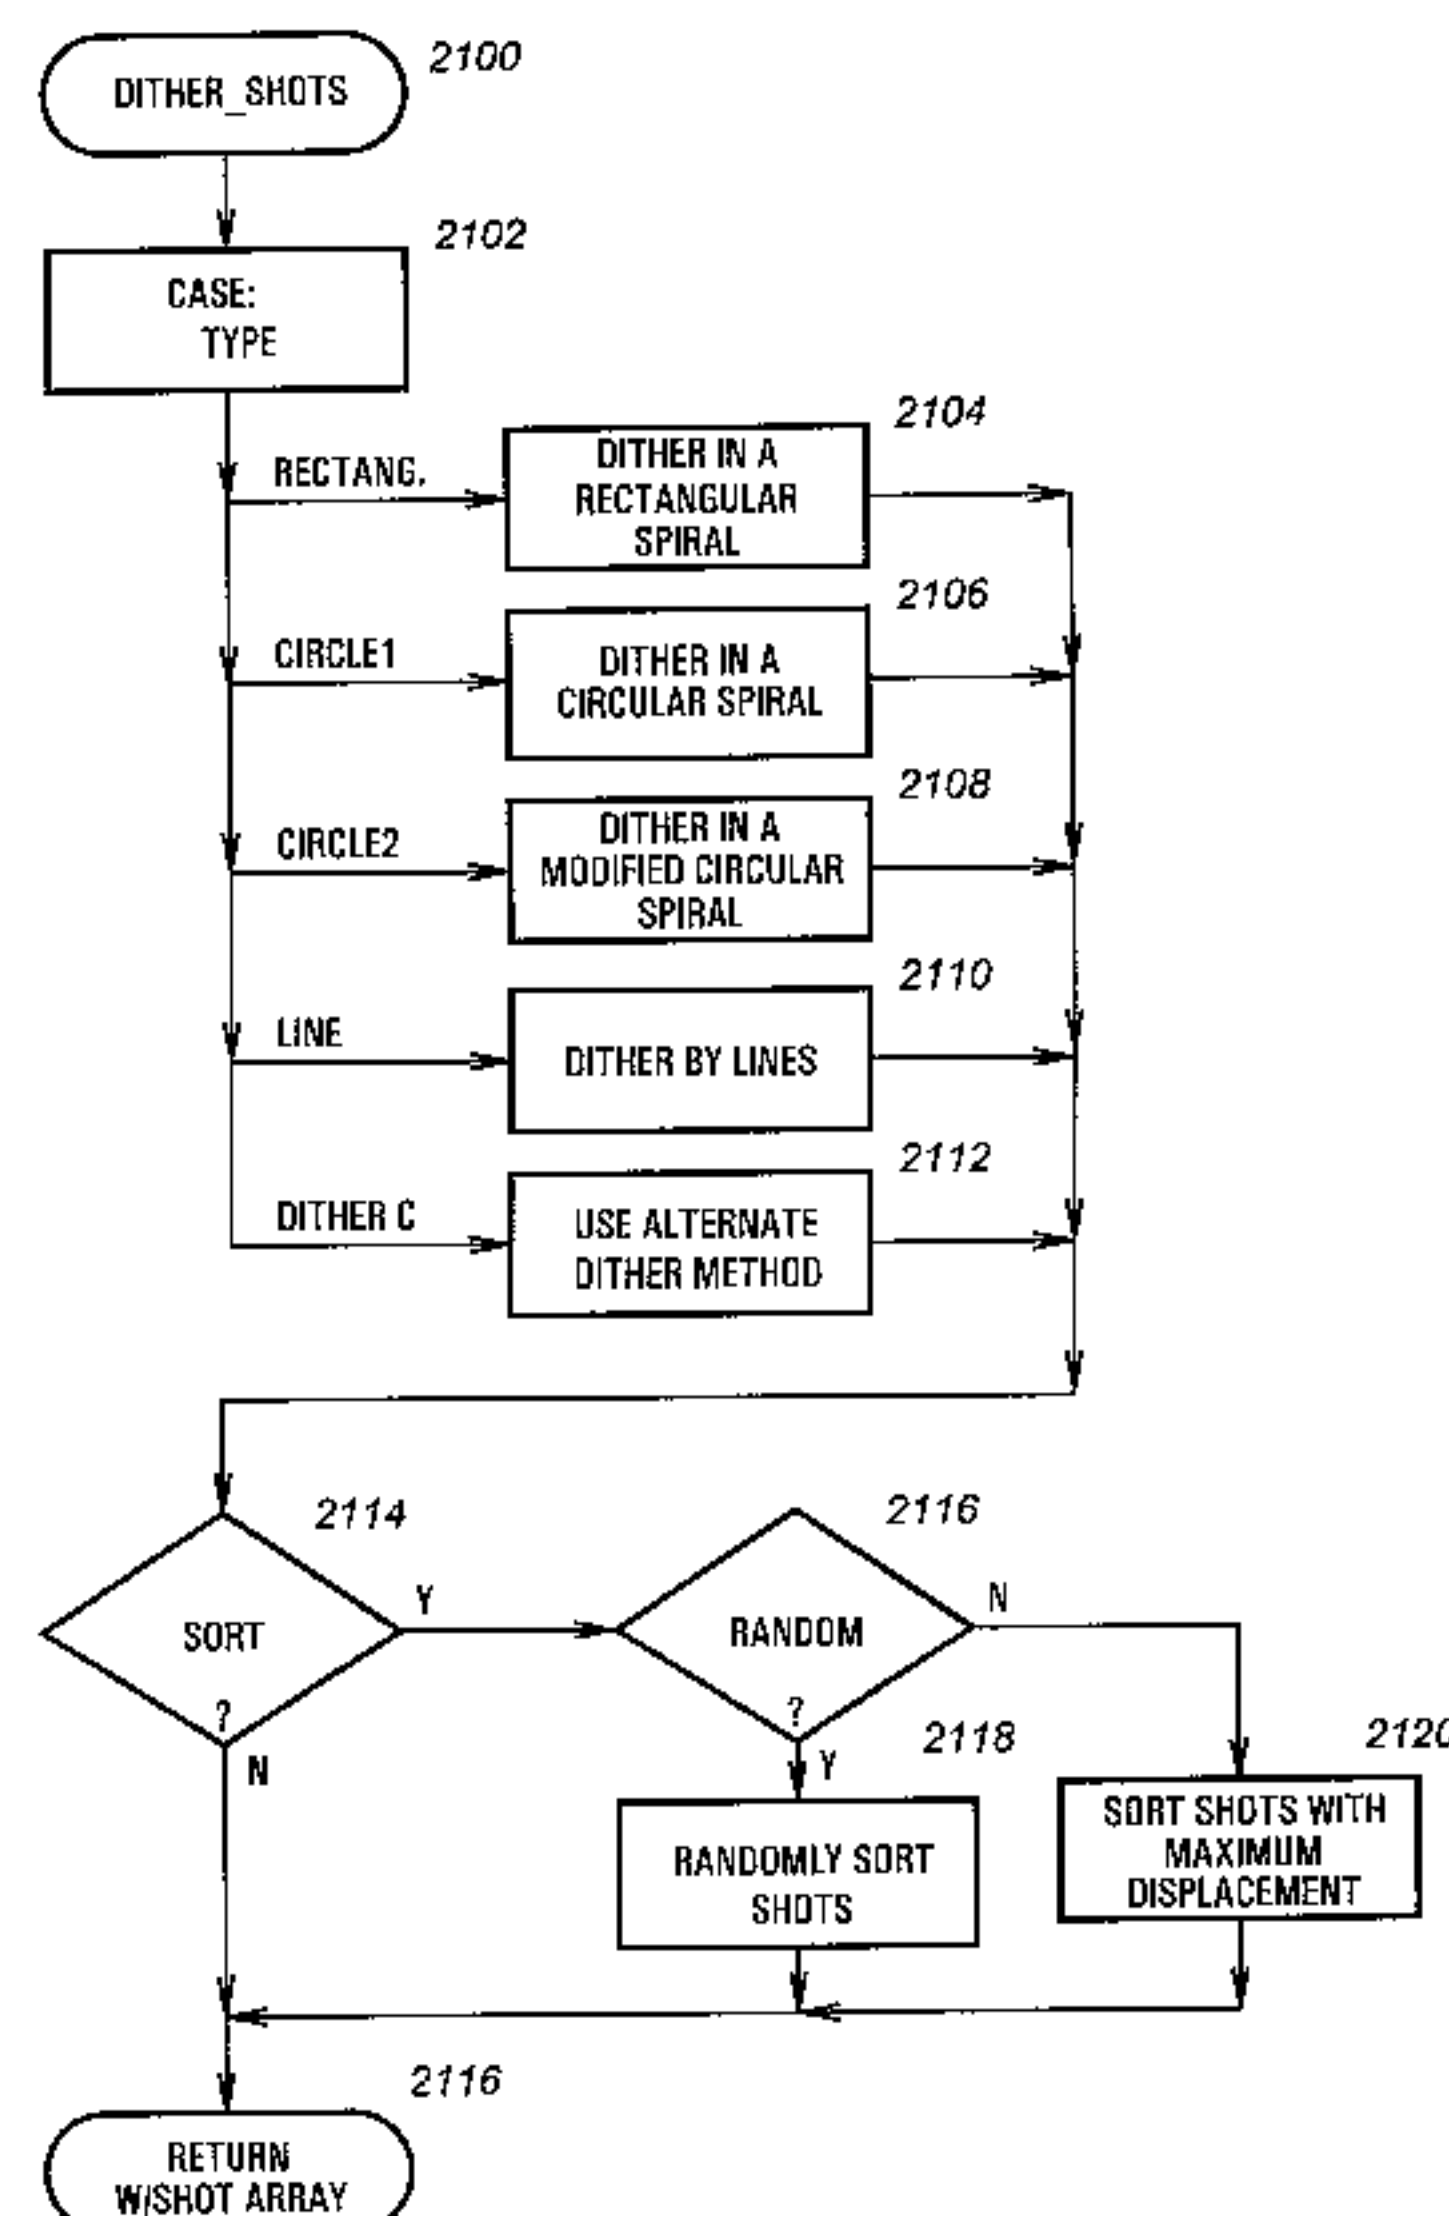 2100
DITHER_SHOTS
2102
CASE:
TYPE
2104
RECTANG.
DITHER IN A
RECTANGULAR
SPIRAL
2106
CIRCLE1
DITHER IN A
CIRCULAR SPIRAL
2108
CIRCLE2
DITHER IN A
MODIFIED CIRCULAR
SPIRAL
2110
LINE
DITHER BY LINES
2112
DITHER C
USE ALTERNATE
DITHER METHOD
2114
SORT
?
Y
N
2116
RANDOM
?
N
Y
2118
RANDOMLY SORT
SHOTS
2120
SORT SHOTS WITH
MAXIMUM
DISPLACEMENT
2116
RETURN
W/SHOT ARRAY